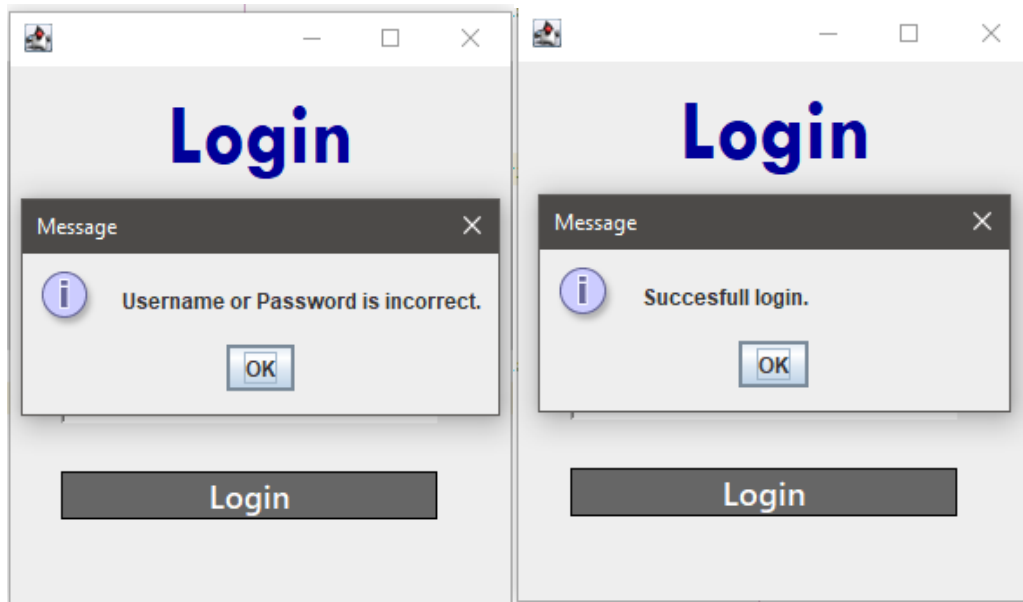 Login
Message
Username or Password is incorrect.
OK
Login
Login
Message
Succesfull login.
OK
Login